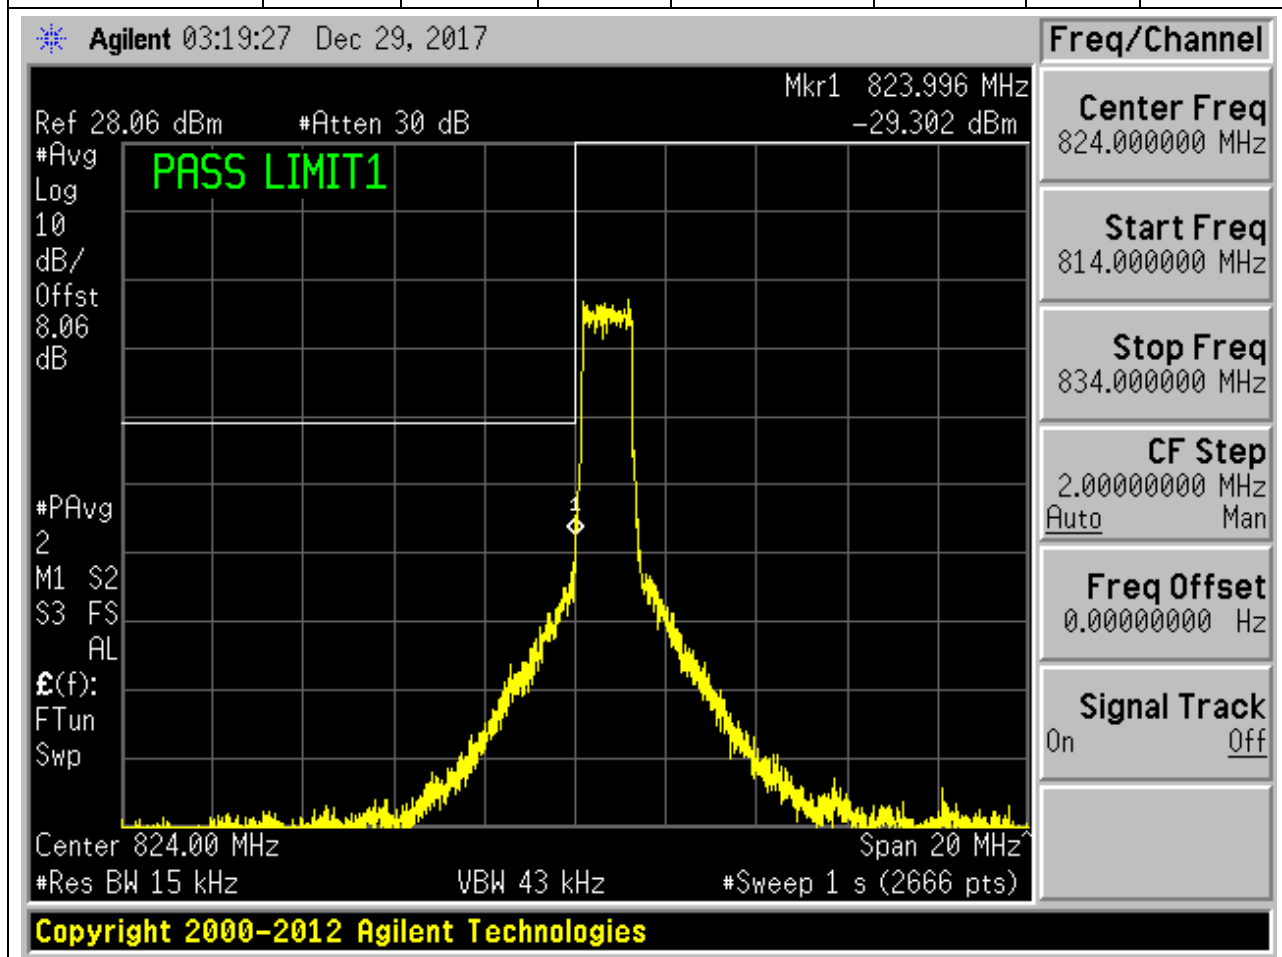 Agilent 03:19:27 Dec 29, 2017
Freq/Channel
Mkr1 823.996 MHz
Ref 28.06 dBm #Atten 30 dB -29.302 dBm
#Avg
Log
10
dB/
Offst
8.06
dB
PASS LIMIT1
1
#PAvg
2
M1 S2
S3 FS
AL
£(f):
FTun
Swp
Center 824.00 MHz Span 20 MHz^
#Res BW 15 kHz VBW 43 kHz #Sweep 1 s (2666 pts)
Center Freq
824.000000 MHz
Start Freq
814.000000 MHz
Stop Freq
834.000000 MHz
CF Step
2.00000000 MHz
Auto Man
Freq Offset
0.00000000 Hz
Signal Track
On Off
Copyright 2000-2012 Agilent Technologies